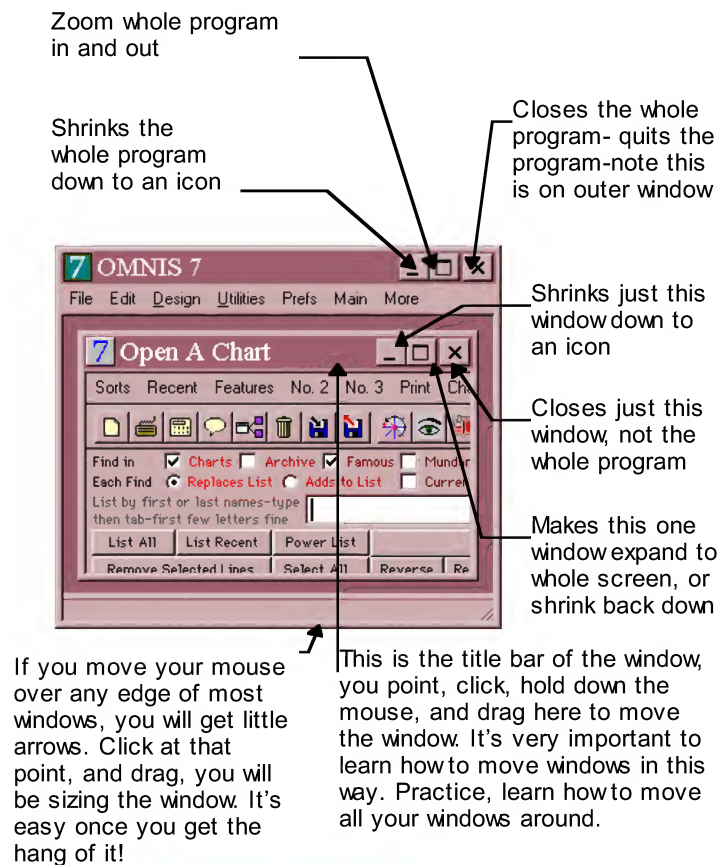 Zoom whole program
in and out
Shrinks the
whole program
down to an icon
Closes the whole
program- quits the
program-note this
is on outer window
7 OMNIS 7
File Edit Design Utilities Prefs Main More
Shrinks just this
window down to
an icon
7 Open A Chart
Sorts Recent Features No. 2 No. 3 Print Cha
Closes just this
window, not the
whole program
Find in Charts Archive Famous Mundan
Each Find Replaces List Adds to List Curren
List by first or last names-type
then tab-first few letters fine
List All List Recent Power List
Remove Selected Lines Select All Reverse Re
Makes this one
window expand to
whole screen, or
shrink back down
If you move your mouse
over any edge of most
windows, you will get little
arrows. Click at that
point, and drag, you will
be sizing the window. It's
easy once you get the
hang of it!
This is the title bar of the window,
you point, click, hold down the
mouse, and drag here to move
the window. It's very important to
learn how to move windows in this
way. Practice, learn how to move
all your windows around.